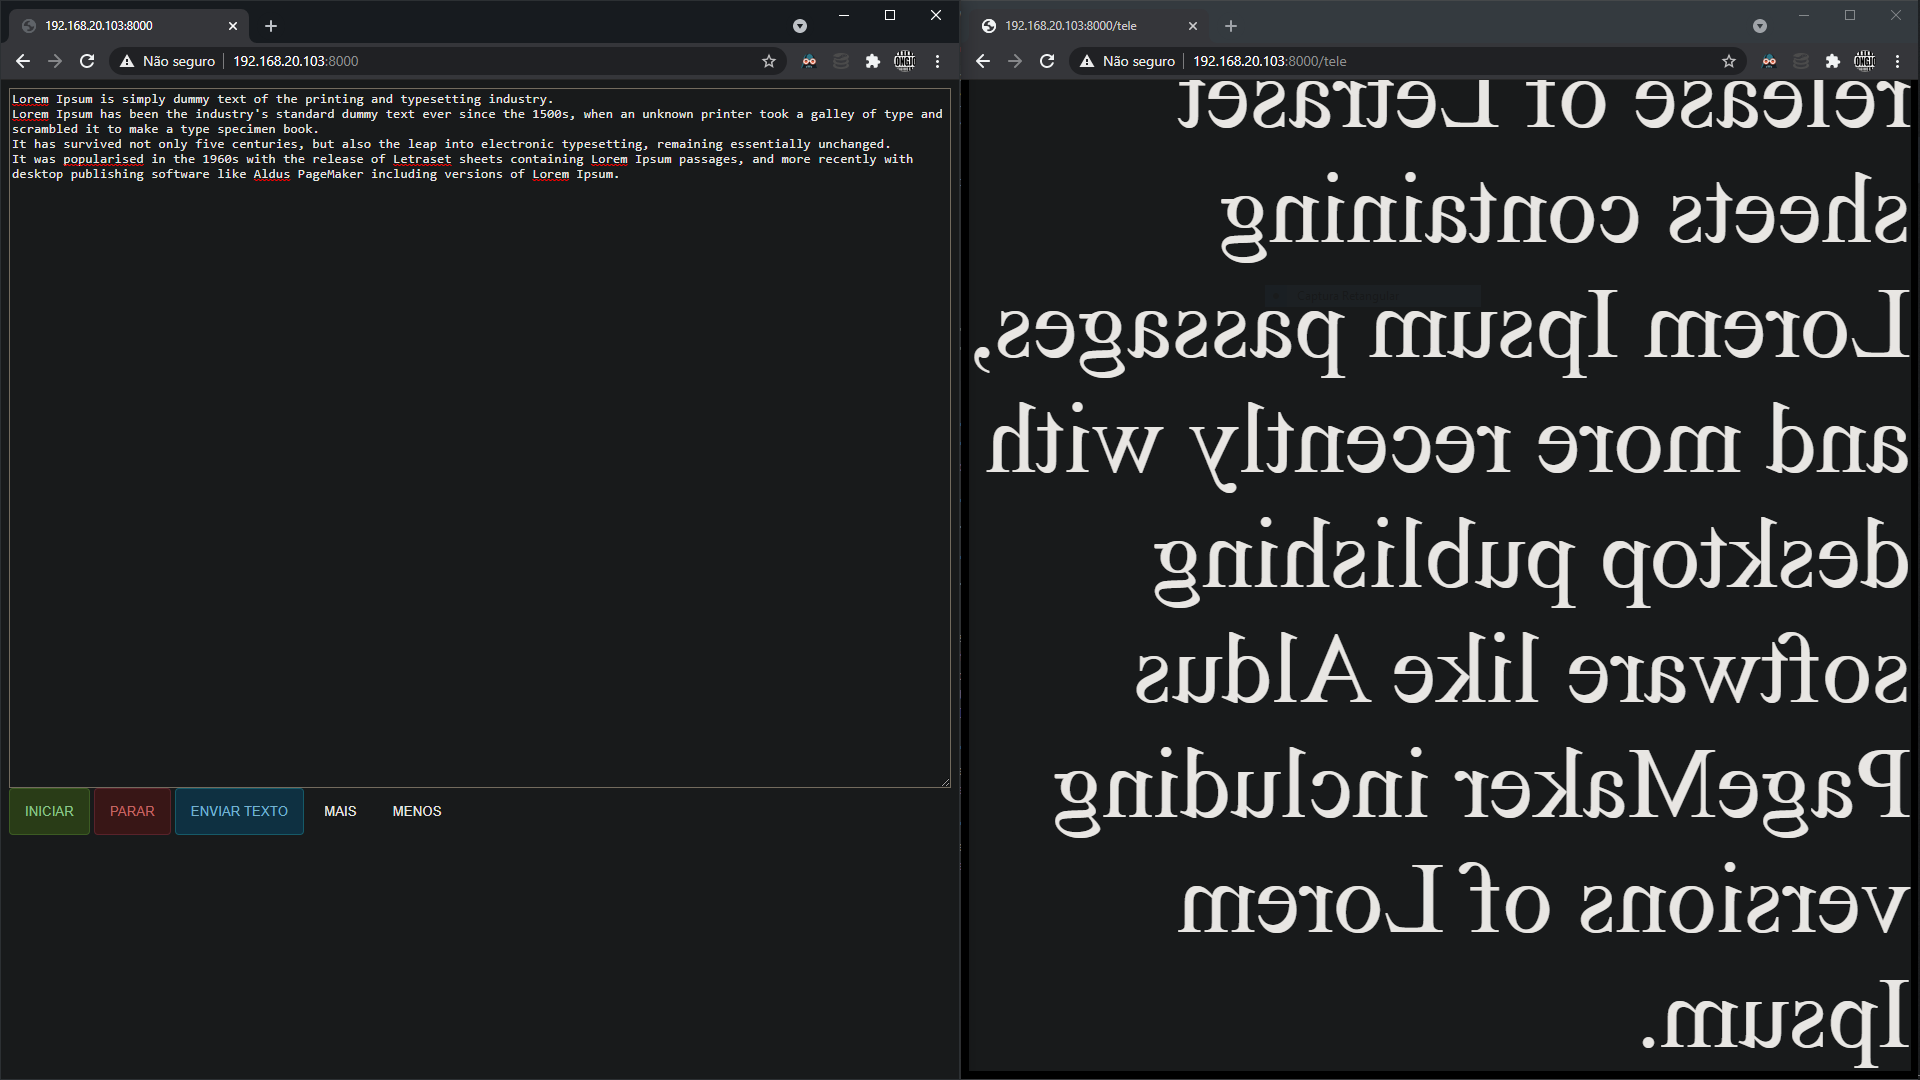 192.168.20.103:8000
Não seguro 192.168.20.103:8000
Lorem Ipsum is simply dummy text of the printing and typesetting industry.
Lorem Ipsum has been the industry's standard dummy text ever since the 1500s, when an unknown printer took a galley of type and
scrambled it to make a type specimen book.
It has survived not only five centuries, but also the leap into electronic typesetting, remaining essentially unchanged.
It was popularised in the 1960s with the release of Letraset sheets containing Lorem Ipsum passages, and more recently with
desktop publishing software like Aldus PageMaker including versions of Lorem Ipsum.
INICIAR PARAR ENVIAR TEXTO MAIS MENOS
192.168.20.103:8000/tele
Não seguro 192.168.20.103:8000/tele
release of Letraset
sheets containing
Lorem Ipsum passages,
and more recently with
desktop publishing
software like Aldus
PageMaker including
versions of Lorem
Ipsum.